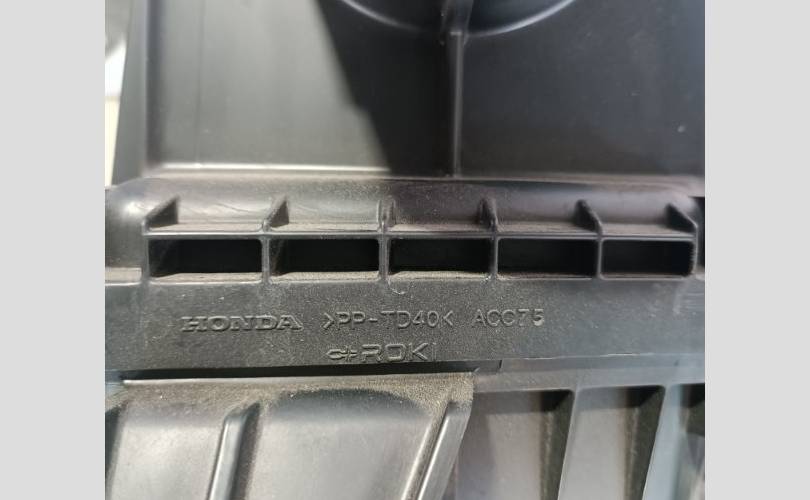 HONDA >PP-TD40< ACC75
ROKI